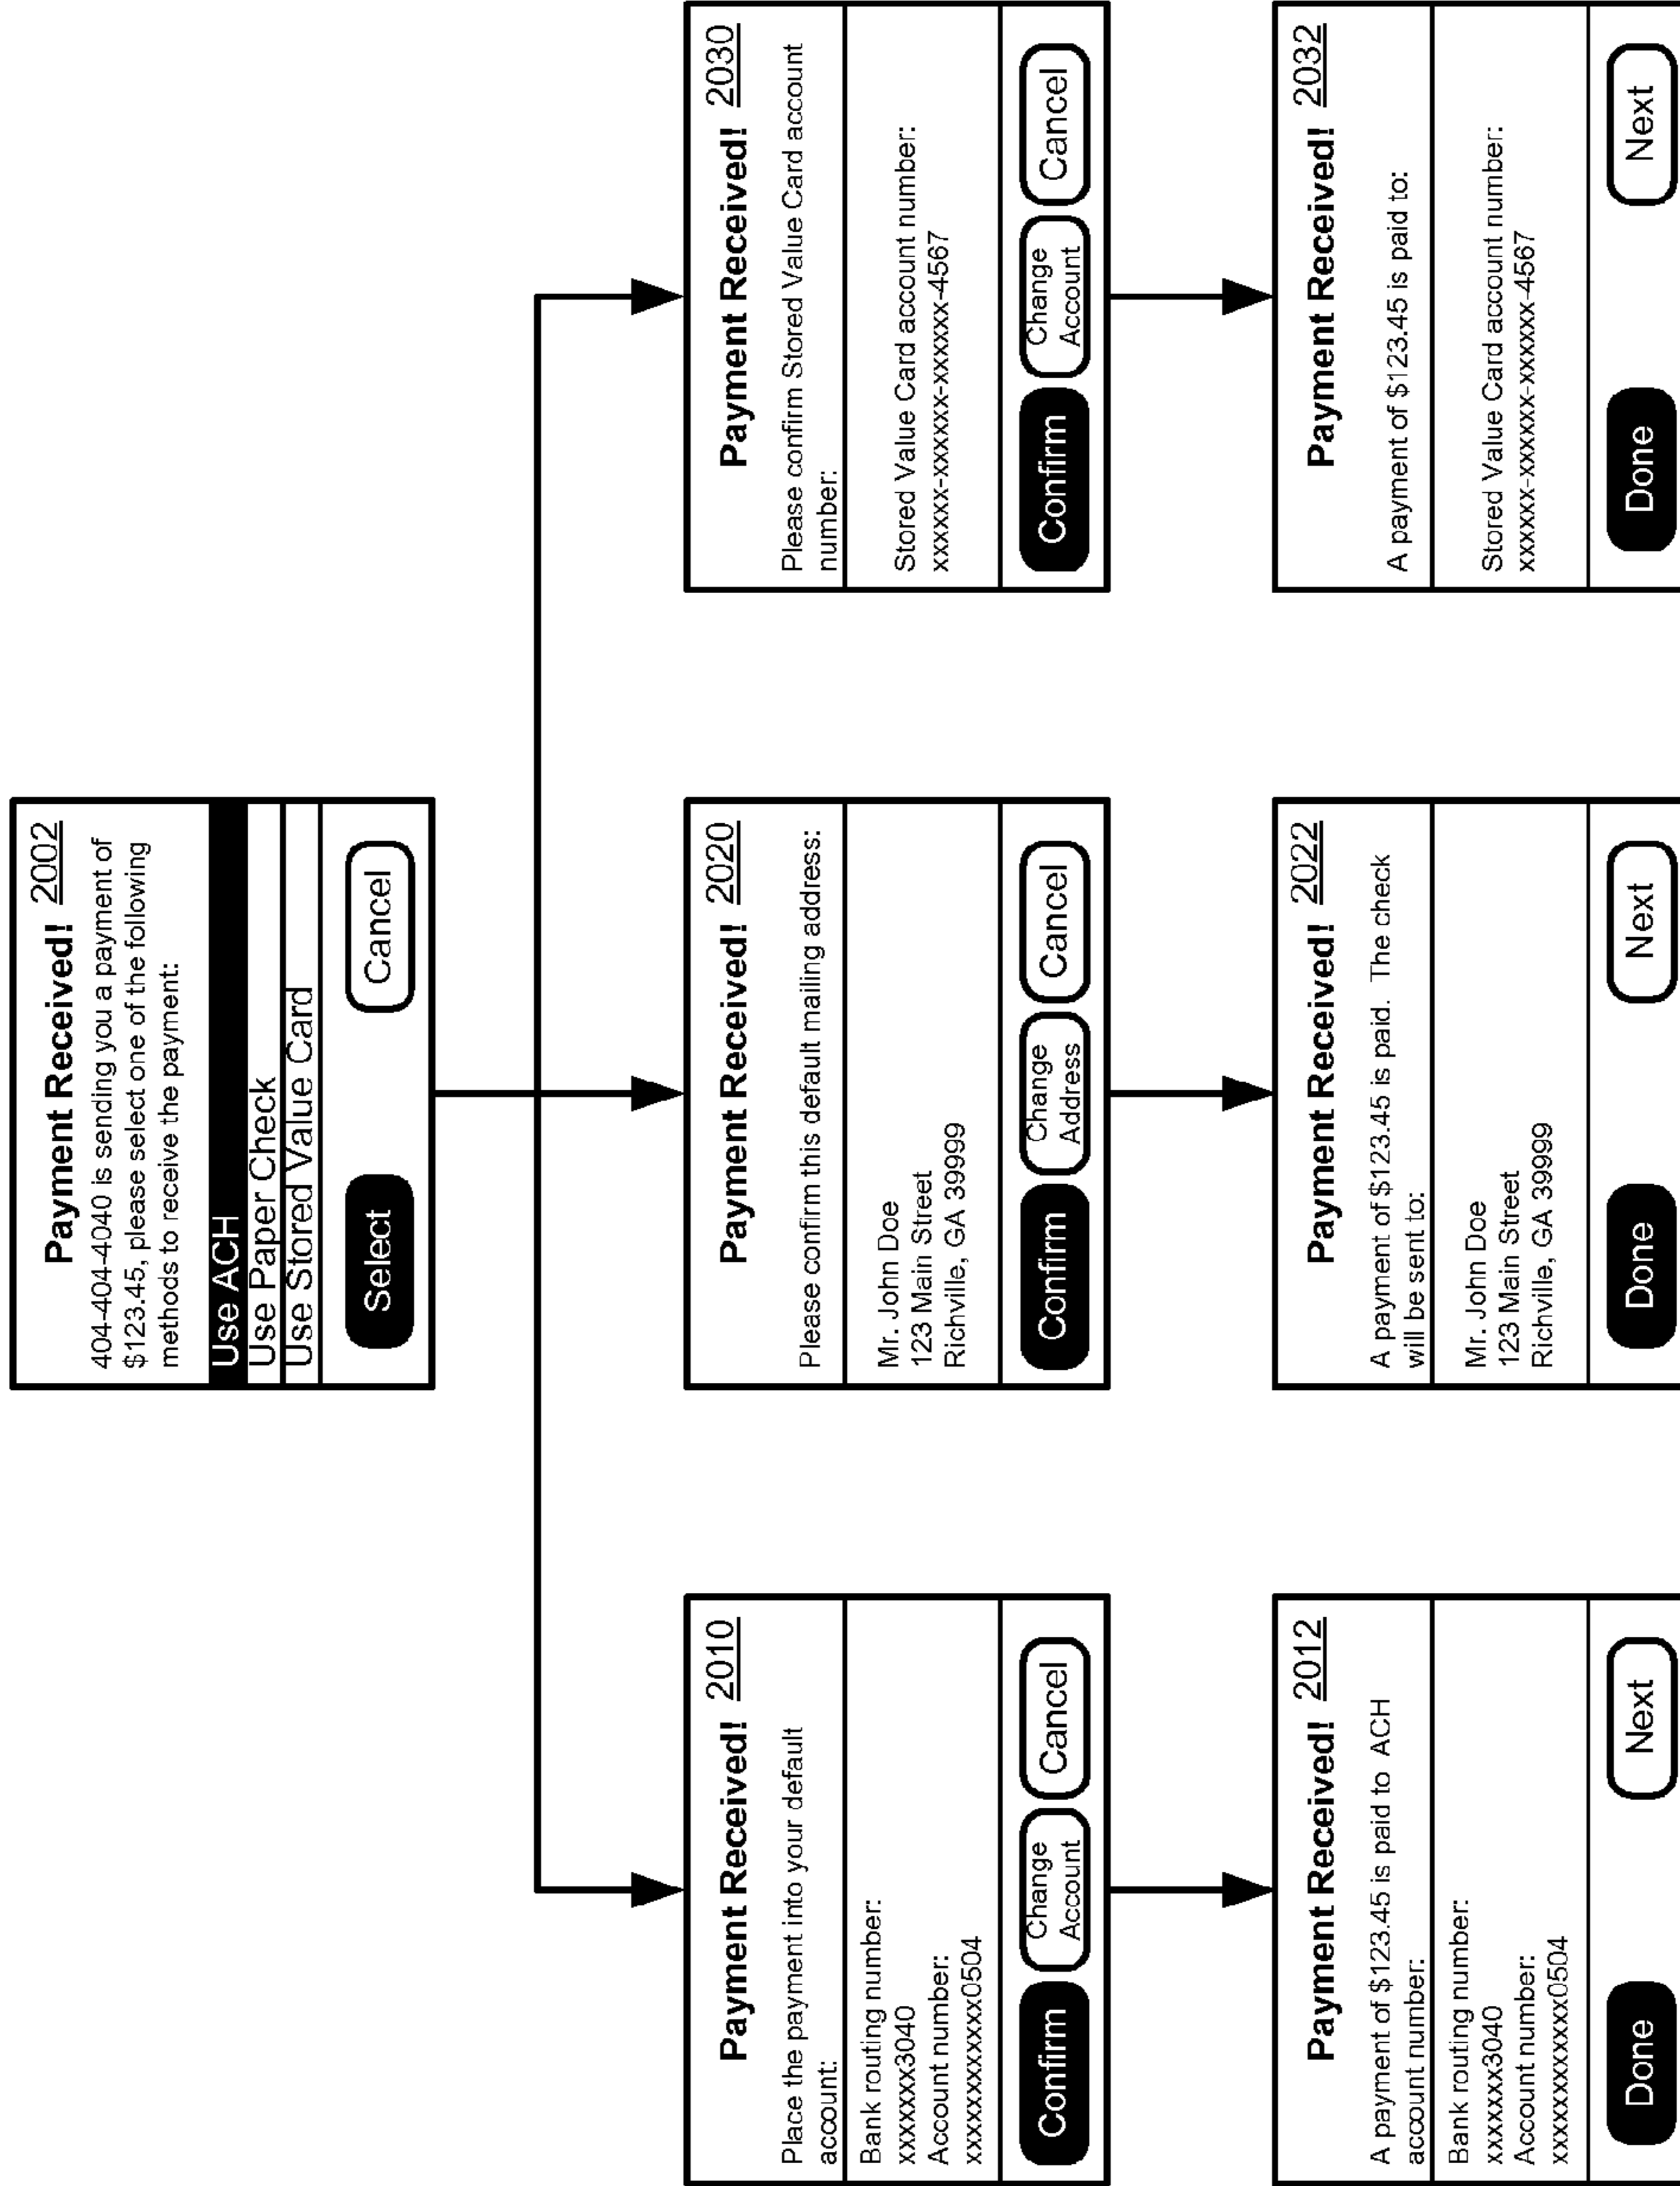 Payment Received! 2002
404-404-4040 is sending you a payment of
$123.45, please select one of the following
methods to receive the payment:
Use ACH
Use Paper Check
Use Stored Value Card
Select
Cancel
Payment Received! 2010
Place the payment into your default
account:
Bank routing number:
xxxxxxx3040
Account number:
xxxxxxxxxxxxx0504
Confirm
Change
Account
Cancel
Payment Received! 2020
Please confirm this default mailing address:
Mr. John Doe
123 Main Street
Richville, GA 39999
Confirm
Change
Address
Cancel
Payment Received! 2030
Please confirm Stored Value Card account
number:
Stored Value Card account number:
xxxxxx-xxxxxx-xxxxxx-4567
Confirm
Change
Account
Cancel
Payment Received! 2012
A payment of $123.45 is paid to ACH
account number:
Bank routing number:
xxxxxxx3040
Account number:
xxxxxxxxxxxxx0504
Done
Next
Payment Received! 2022
A payment of $123.45 is paid. The check
will be sent to:
Mr. John Doe
123 Main Street
Richville, GA 39999
Done
Next
Payment Received! 2032
A payment of $123.45 is paid to:
Stored Value Card account number:
xxxxxx-xxxxxx-xxxxxx-4567
Done
Next